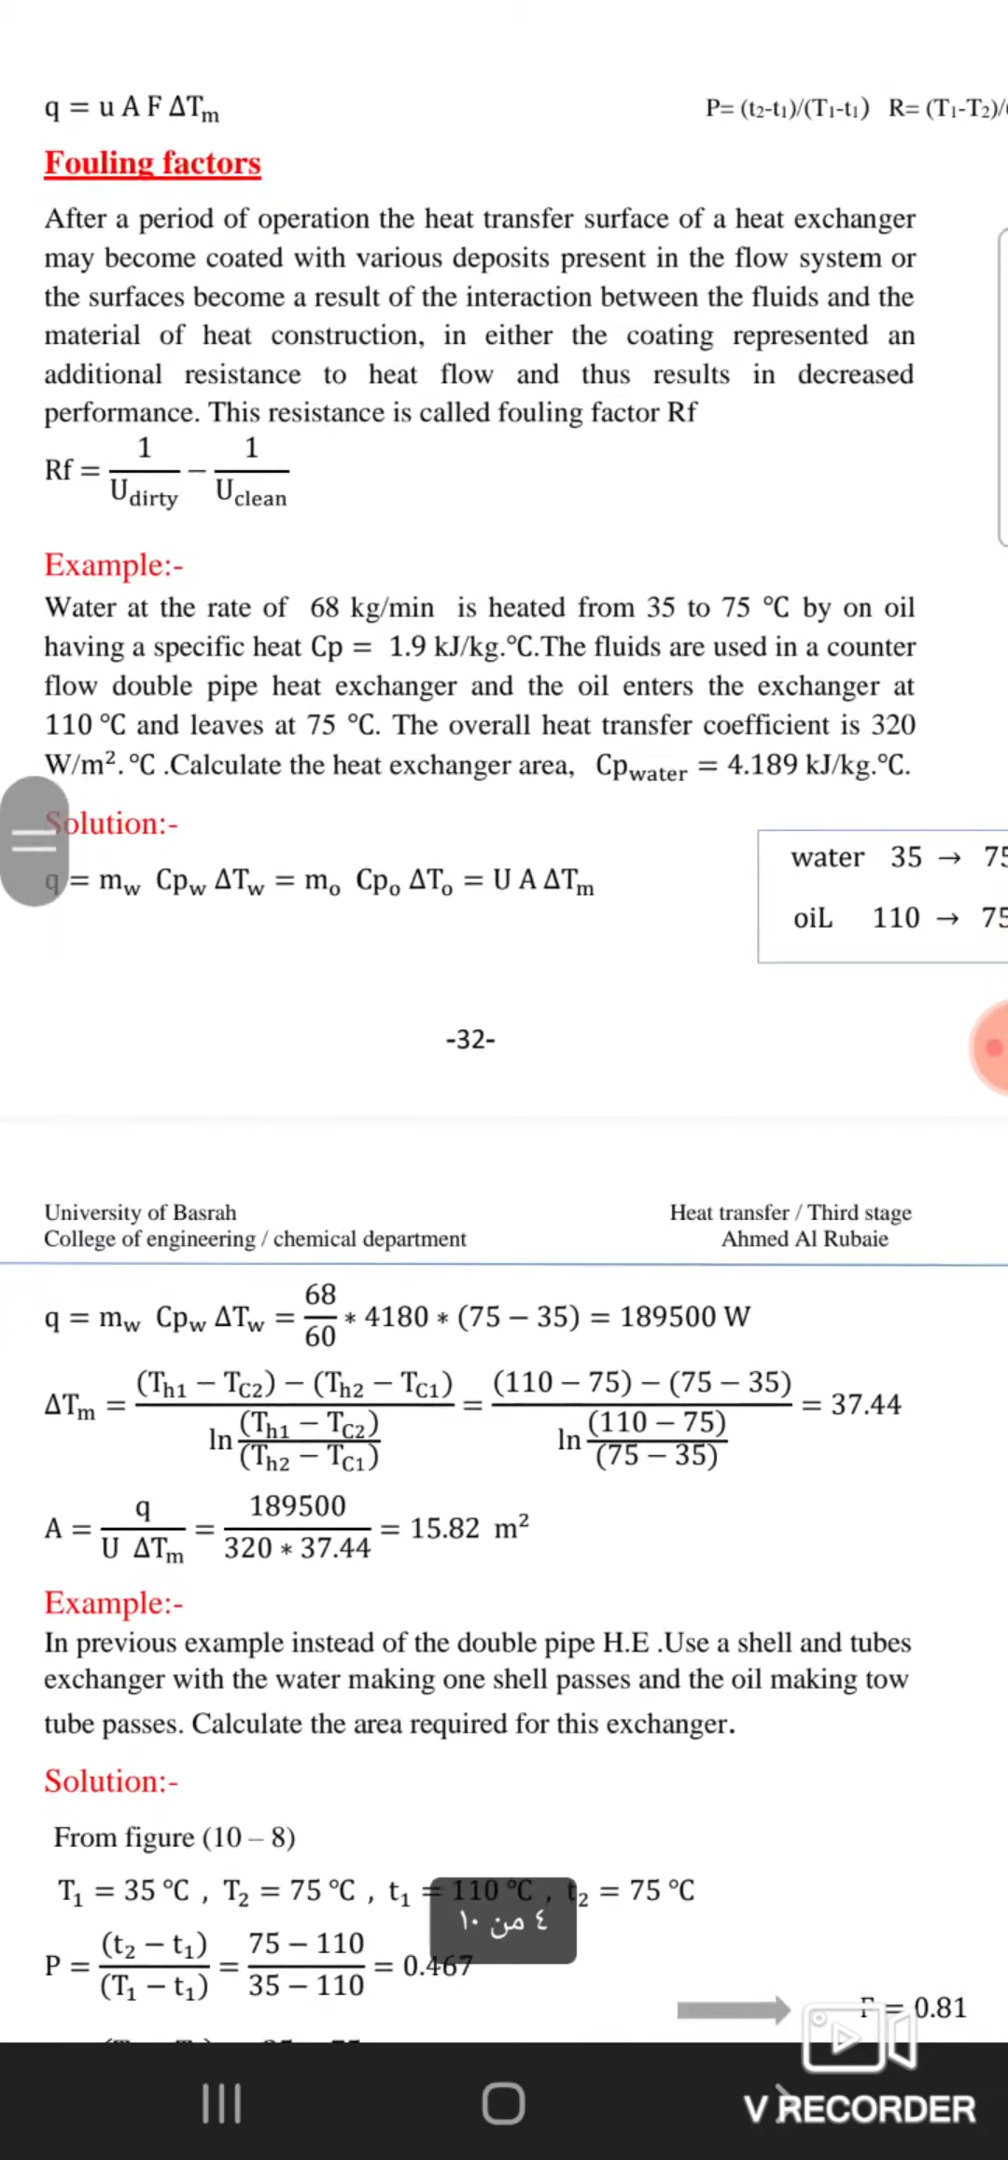 q = u A F ΔTm P= (t₂-t₁)/(T₁-t₁) R= (T₁-T₂)/
Fouling factors
After a period of operation the heat transfer surface of a heat exchanger
may become coated with various deposits present in the flow system or
the surfaces become a result of the interaction between the fluids and the
material of heat construction, in either the coating represented an
additional resistance to heat flow and thus results in decreased
performance. This resistance is called fouling factor Rf
Rf = 1/Udirty − 1/Uclean
Example:-
Water at the rate of 68 kg/min is heated from 35 to 75 °C by on oil
having a specific heat Cp = 1.9 kJ/kg.°C.The fluids are used in a counter
flow double pipe heat exchanger and the oil enters the exchanger at
110 °C and leaves at 75 °C. The overall heat transfer coefficient is 320
W/m². °C .Calculate the heat exchanger area, Cpwater = 4.189 kJ/kg.°C.
Solution:-
water 35 → 75
q = mw Cpw ΔTw = mo Cpo ΔTo = U A ΔTm
oiL 110 → 75
-32-
University of Basrah Heat transfer / Third stage
College of engineering / chemical department Ahmed Al Rubaie
q = mw Cpw ΔTw = 68/60 * 4180 * (75 − 35) = 189500 W
ΔTm = ((Th1 − TC2) − (Th2 − TC1))/(ln (Th1 − TC2)/(Th2 − TC1)) = ((110 − 75) − (75 − 35))/(ln (110 − 75)/(75 − 35)) = 37.44
A = q/(U ΔTm) = 189500/(320 * 37.44) = 15.82 m²
Example:-
In previous example instead of the double pipe H.E .Use a shell and tubes
exchanger with the water making one shell passes and the oil making tow
tube passes. Calculate the area required for this exchanger.
Solution:-
From figure (10 – 8)
T₁ = 35 °C , T₂ = 75 °C , t₁ = 110 °C , t₂ = 75 °C
٤ من ١٠
P = (t₂ − t₁)/(T₁ − t₁) = (75 − 110)/(35 − 110) = 0.467
F = 0.81
V RECORDER